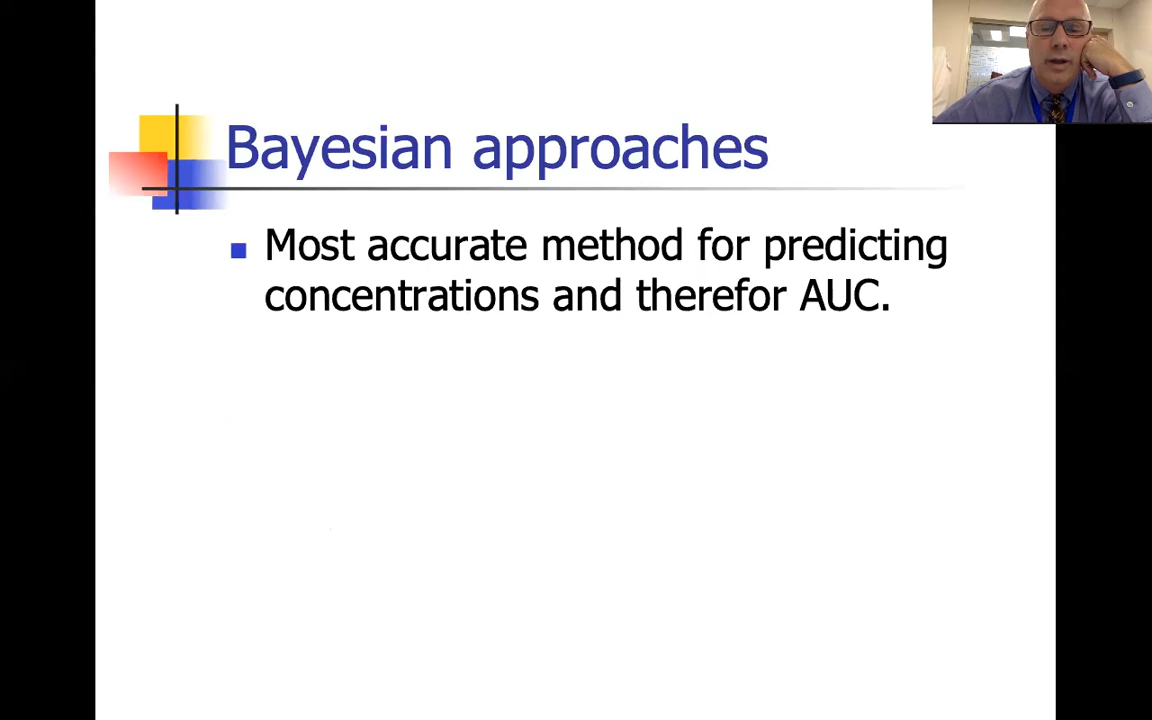 Bayesian approaches
Most accurate method for predicting
concentrations and therefor AUC.